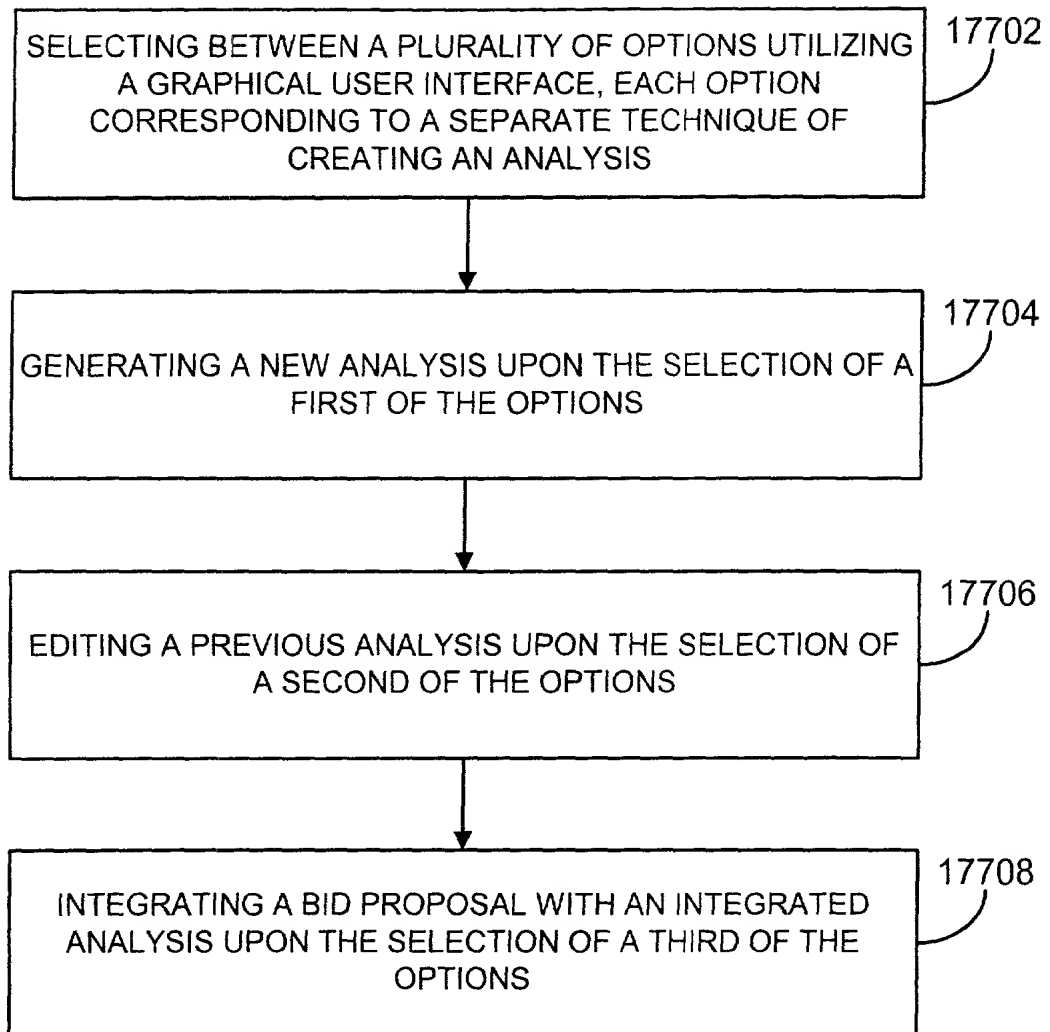 SELECTING BETWEEN A PLURALITY OF OPTIONS UTILIZING
A GRAPHICAL USER INTERFACE, EACH OPTION
CORRESPONDING TO A SEPARATE TECHNIQUE OF
CREATING AN ANALYSIS
17702
GENERATING A NEW ANALYSIS UPON THE SELECTION OF A
FIRST OF THE OPTIONS
17704
EDITING A PREVIOUS ANALYSIS UPON THE SELECTION OF
A SECOND OF THE OPTIONS
17706
INTEGRATING A BID PROPOSAL WITH AN INTEGRATED
ANALYSIS UPON THE SELECTION OF A THIRD OF THE
OPTIONS
17708